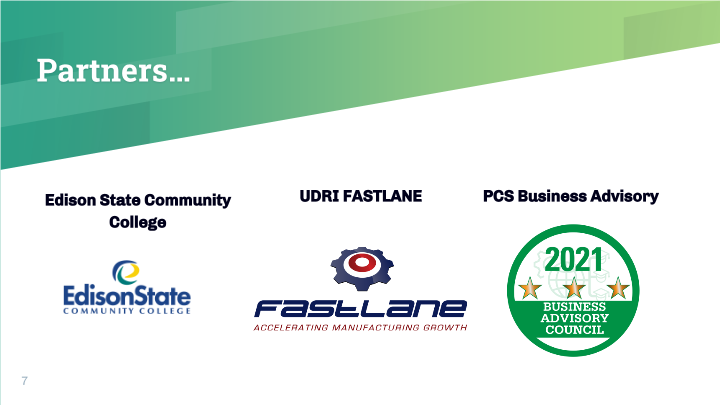 Partners...
Edison State Community
College
UDRI FASTLANE
PCS Business Advisory
EdisonState
COMMUNITY COLLEGE
FASTLANE
ACCELERATING MANUFACTURING GROWTH
2021
BUSINESS
ADVISORY
COUNCIL
7